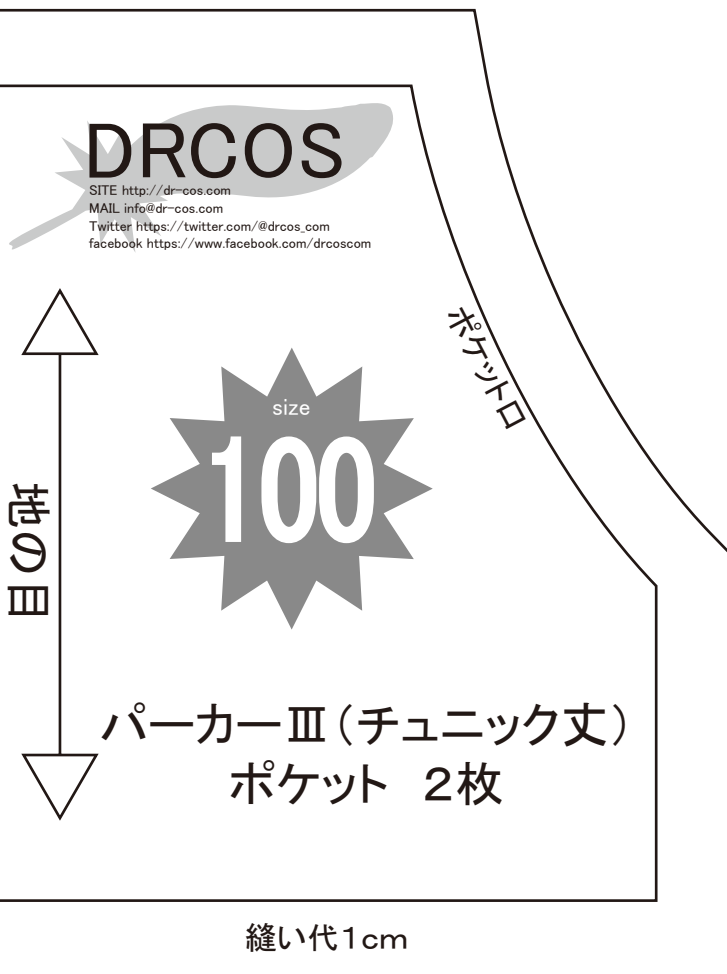 DRCOS
SITE http://dr-cos.com
MAIL info@dr-cos.com
Twitter https://twitter.com/@drcos_com
facebook https://www.facebook.com/drcoscom
ポケット口
size
100
地の目
パーカーⅢ（チュニック丈）
ポケット　２枚
縫い代1cm